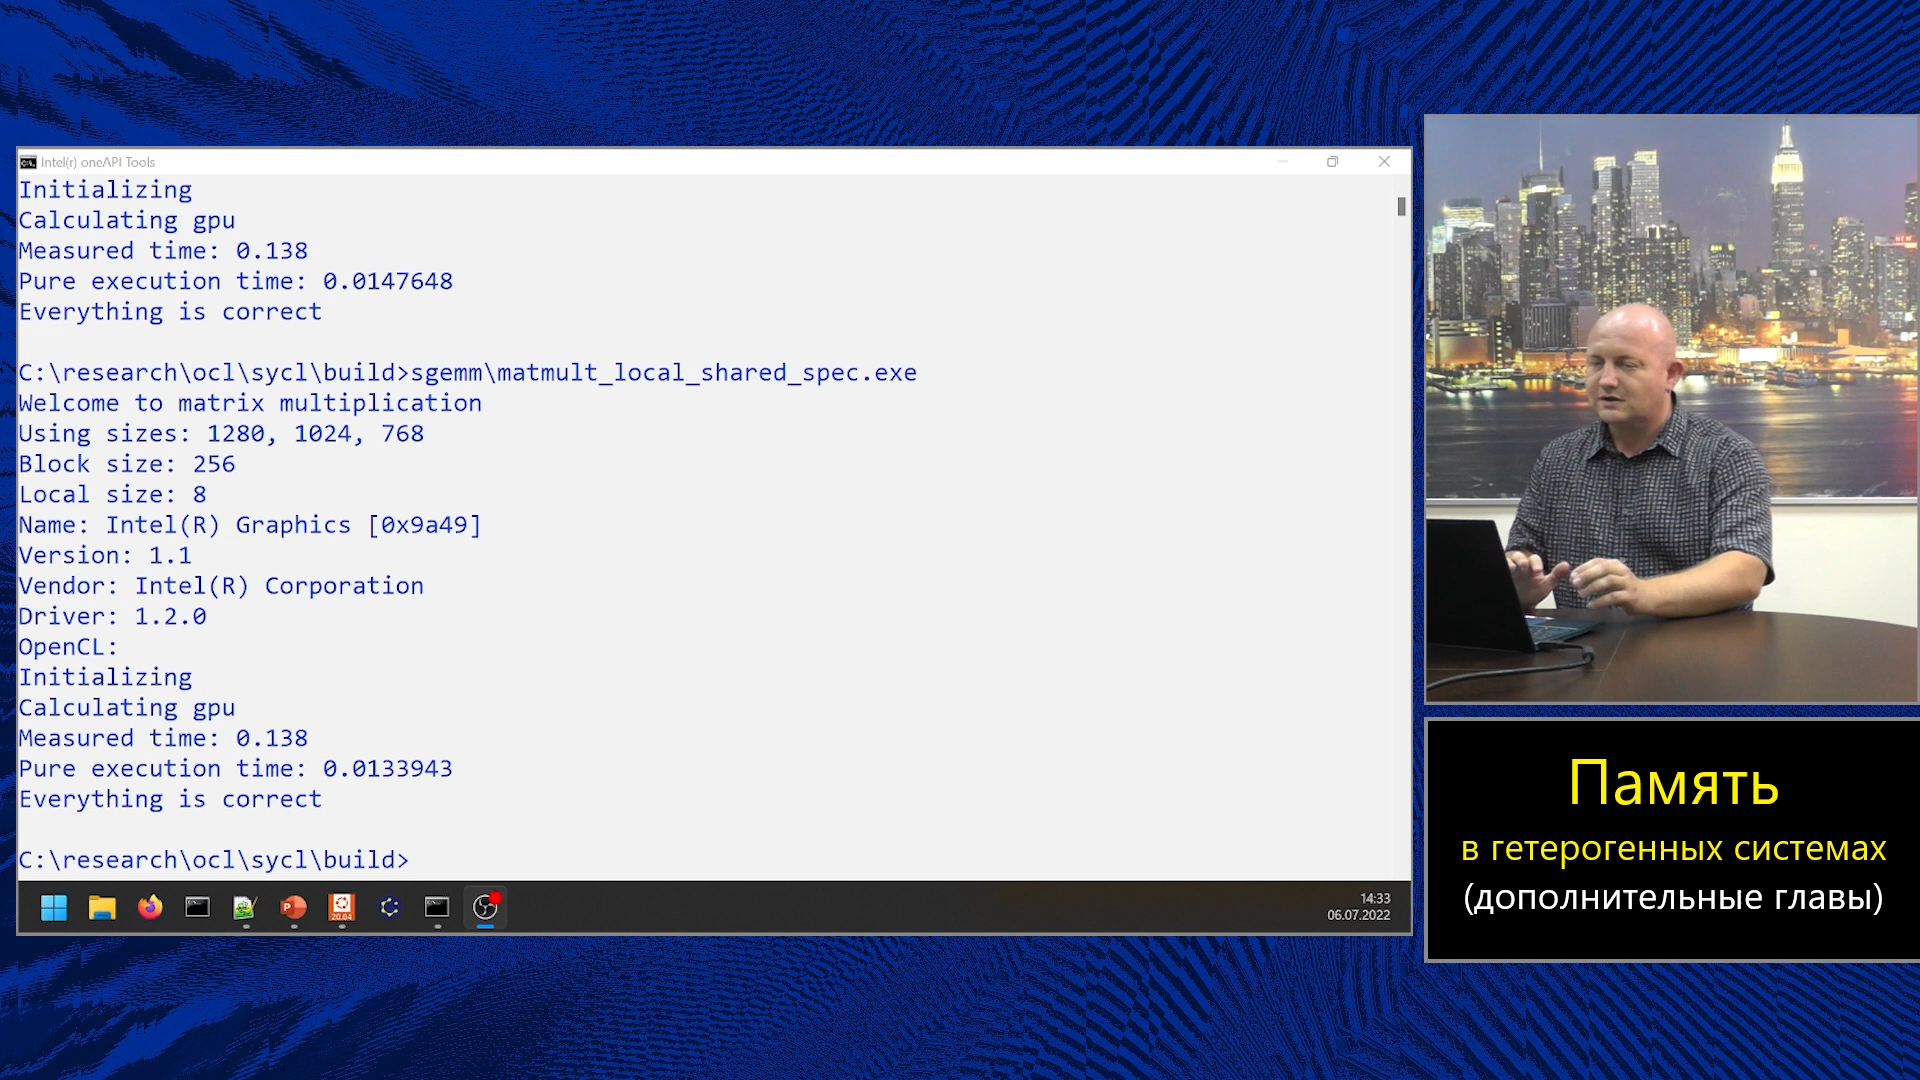 Intel(r) oneAPI Tools
Initializing
Calculating gpu
Measured time: 0.138
Pure execution time: 0.0147648
Everything is correct
C:\research\ocl\sycl\build>sgemm\matmult_local_shared_spec.exe
Welcome to matrix multiplication
Using sizes: 1280, 1024, 768
Block size: 256
Local size: 8
Name: Intel(R) Graphics [0x9a49]
Version: 1.1
Vendor: Intel(R) Corporation
Driver: 1.2.0
OpenCL:
Initializing
Calculating gpu
Measured time: 0.138
Pure execution time: 0.0133943
Everything is correct
C:\research\ocl\sycl\build>
20.04
14:33
06.07.2022
Память
в гетерогенных системах
(дополнительные главы)